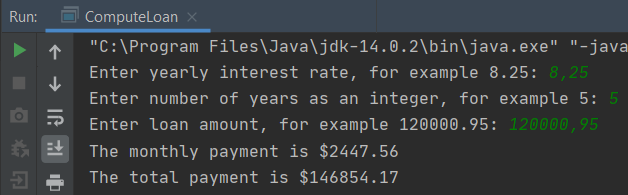 Run: ComputeLoan ×
"C:\Program Files\Java\jdk-14.0.2\bin\java.exe" "-java
Enter yearly interest rate, for example 8.25: 8,25
Enter number of years as an integer, for example 5: 5
Enter loan amount, for example 120000.95: 120000,95
The monthly payment is $2447.56
The total payment is $146854.17